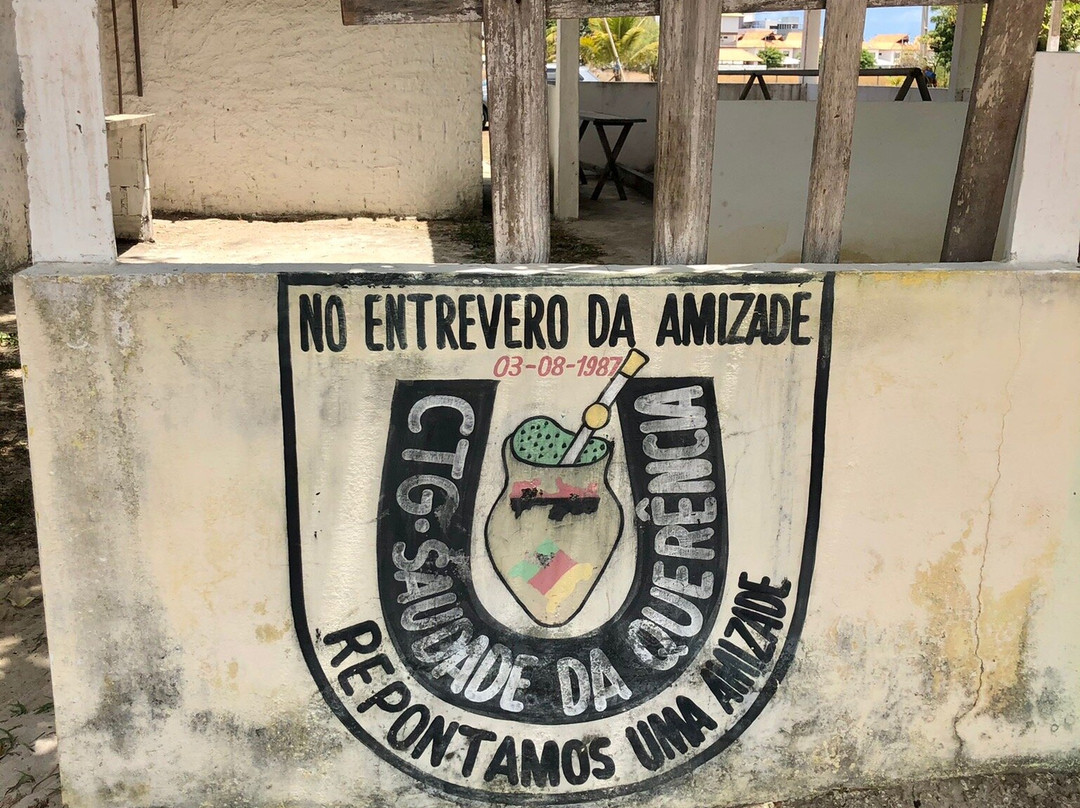 NO ENTREVERO DA AMIZADE
03-08-1987
CTG. SAUDADE DA QUERÊNCIA
REPONTAMOS UMA AMIZADE